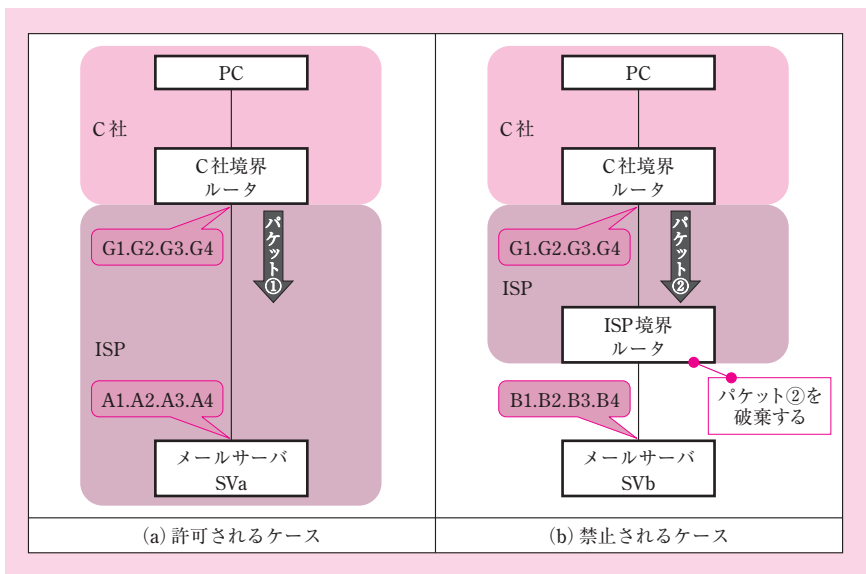 PC
C社
C社境界
ルータ
G1.G2.G3.G4
パケット①
ISP
A1.A2.A3.A4
メールサーバ
SVa
(a) 許可されるケース
PC
C社
C社境界
ルータ
G1.G2.G3.G4
パケット②
ISP
ISP境界
ルータ
パケット②を
破棄する
B1.B2.B3.B4
メールサーバ
SVb
(b) 禁止されるケース